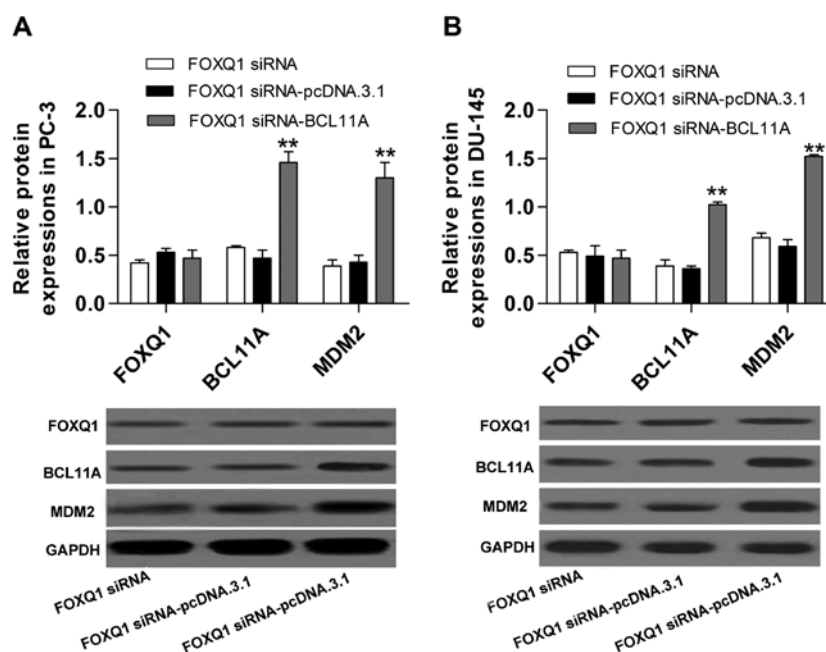 A
FOXQ1 siRNA
FOXQ1 siRNA-pcDNA.3.1
FOXQ1 siRNA-BCL11A
Relative protein
expressions in PC-3
2.0
1.5
1.0
0.5
0.0
**
**
FOXQ1
BCL11A
MDM2
FOXQ1
BCL11A
MDM2
GAPDH
FOXQ1 siRNA
FOXQ1 siRNA-pcDNA.3.1
FOXQ1 siRNA-pcDNA.3.1
B
FOXQ1 siRNA
FOXQ1 siRNA-pcDNA.3.1
FOXQ1 siRNA-BCL11A
Relative protein
expressions in DU-145
2.0
1.5
1.0
0.5
0.0
**
**
FOXQ1
BCL11A
MDM2
FOXQ1
BCL11A
MDM2
GAPDH
FOXQ1 siRNA
FOXQ1 siRNA-pcDNA.3.1
FOXQ1 siRNA-pcDNA.3.1